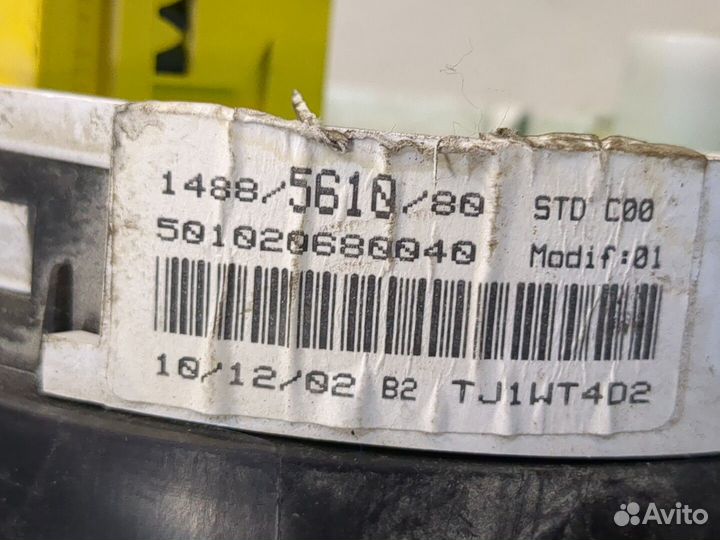 1488/5610/80 STD C00
501020680040 Modif:01
10/12/02 B2 TJ1WT4D2
Avito